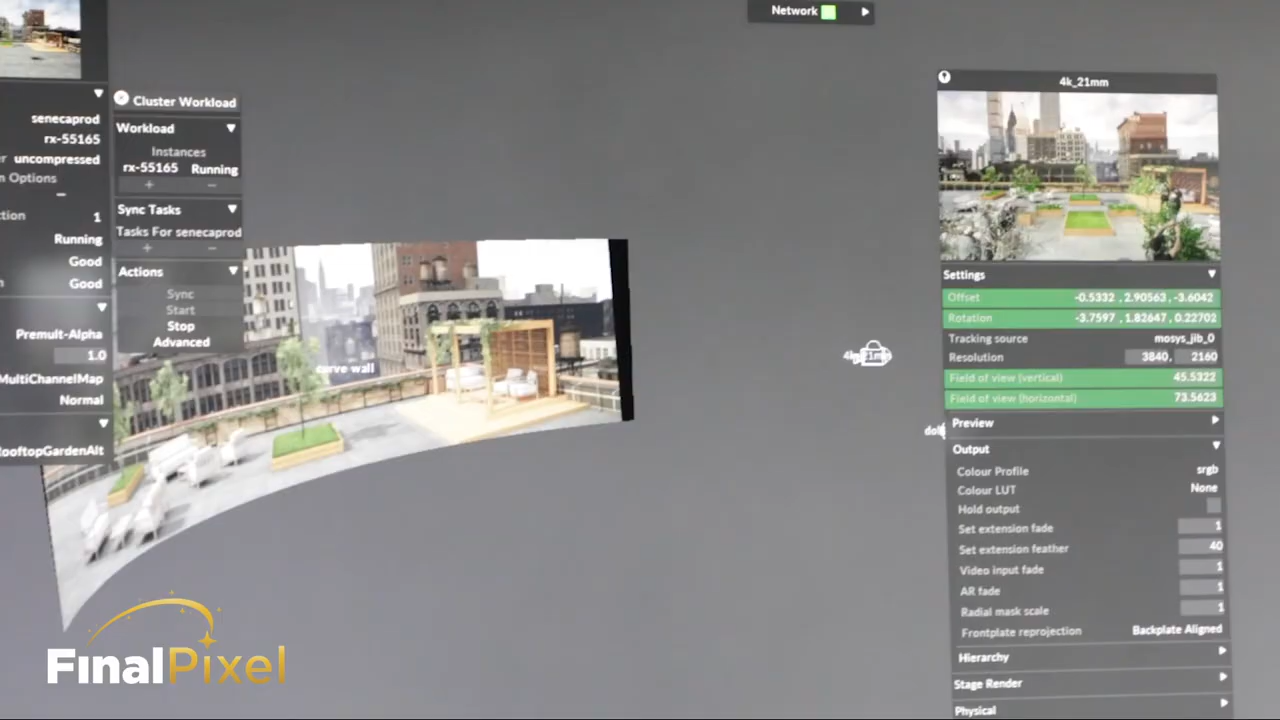 Network
senecaprod
rx-55165
uncompressed
Options
1
Running
Good
Good
Premult-Alpha
1.0
MultiChannelMap
Normal
RooftopGardenAlt
Cluster Workload
Workload
Instances
rx-55165 Running
+ −
Sync Tasks
Tasks For senecaprod
+ −
Actions
Sync
Start
Stop
Advanced
curve wall
4k_21mm
4k_21mm
Settings
Offset -0.5332 , 2.90563 , -3.6042
Rotation -3.7597 , 1.82647 , 0.22702
Tracking source mosys_jib_0
Resolution 3840, 2160
Field of view (vertical) 45.5322
Field of view (horizontal) 73.5623
Preview
Output
Colour Profile srgb
Colour LUT None
Hold output
Set extension fade 1
Set extension feather 40
Video input fade 1
AR fade 1
Radial mask scale 1
Frontplate reprojection Backplate Aligned
Hierarchy
Stage Render
Physical
FinalPixel